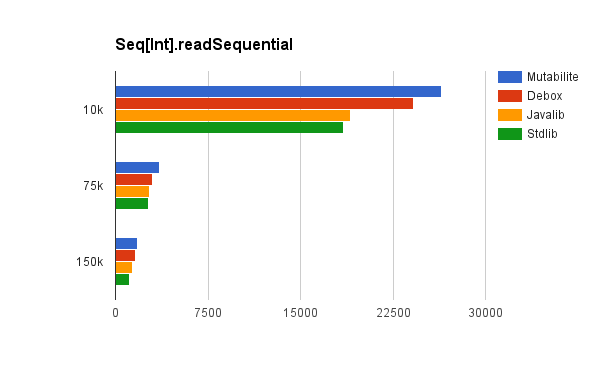 Seq[Int].readSequential
Mutabilite
Debox
Javalib
Stdlib
10k
75k
150k
0 7500 15000 22500 30000